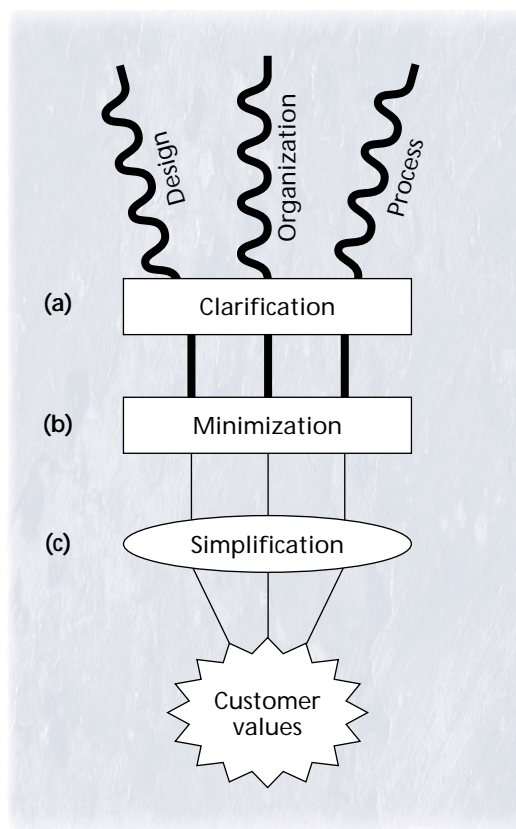 Design
Organization
Process
(a)
Clarification
(b)
Minimization
(c)
Simplification
Customer
values